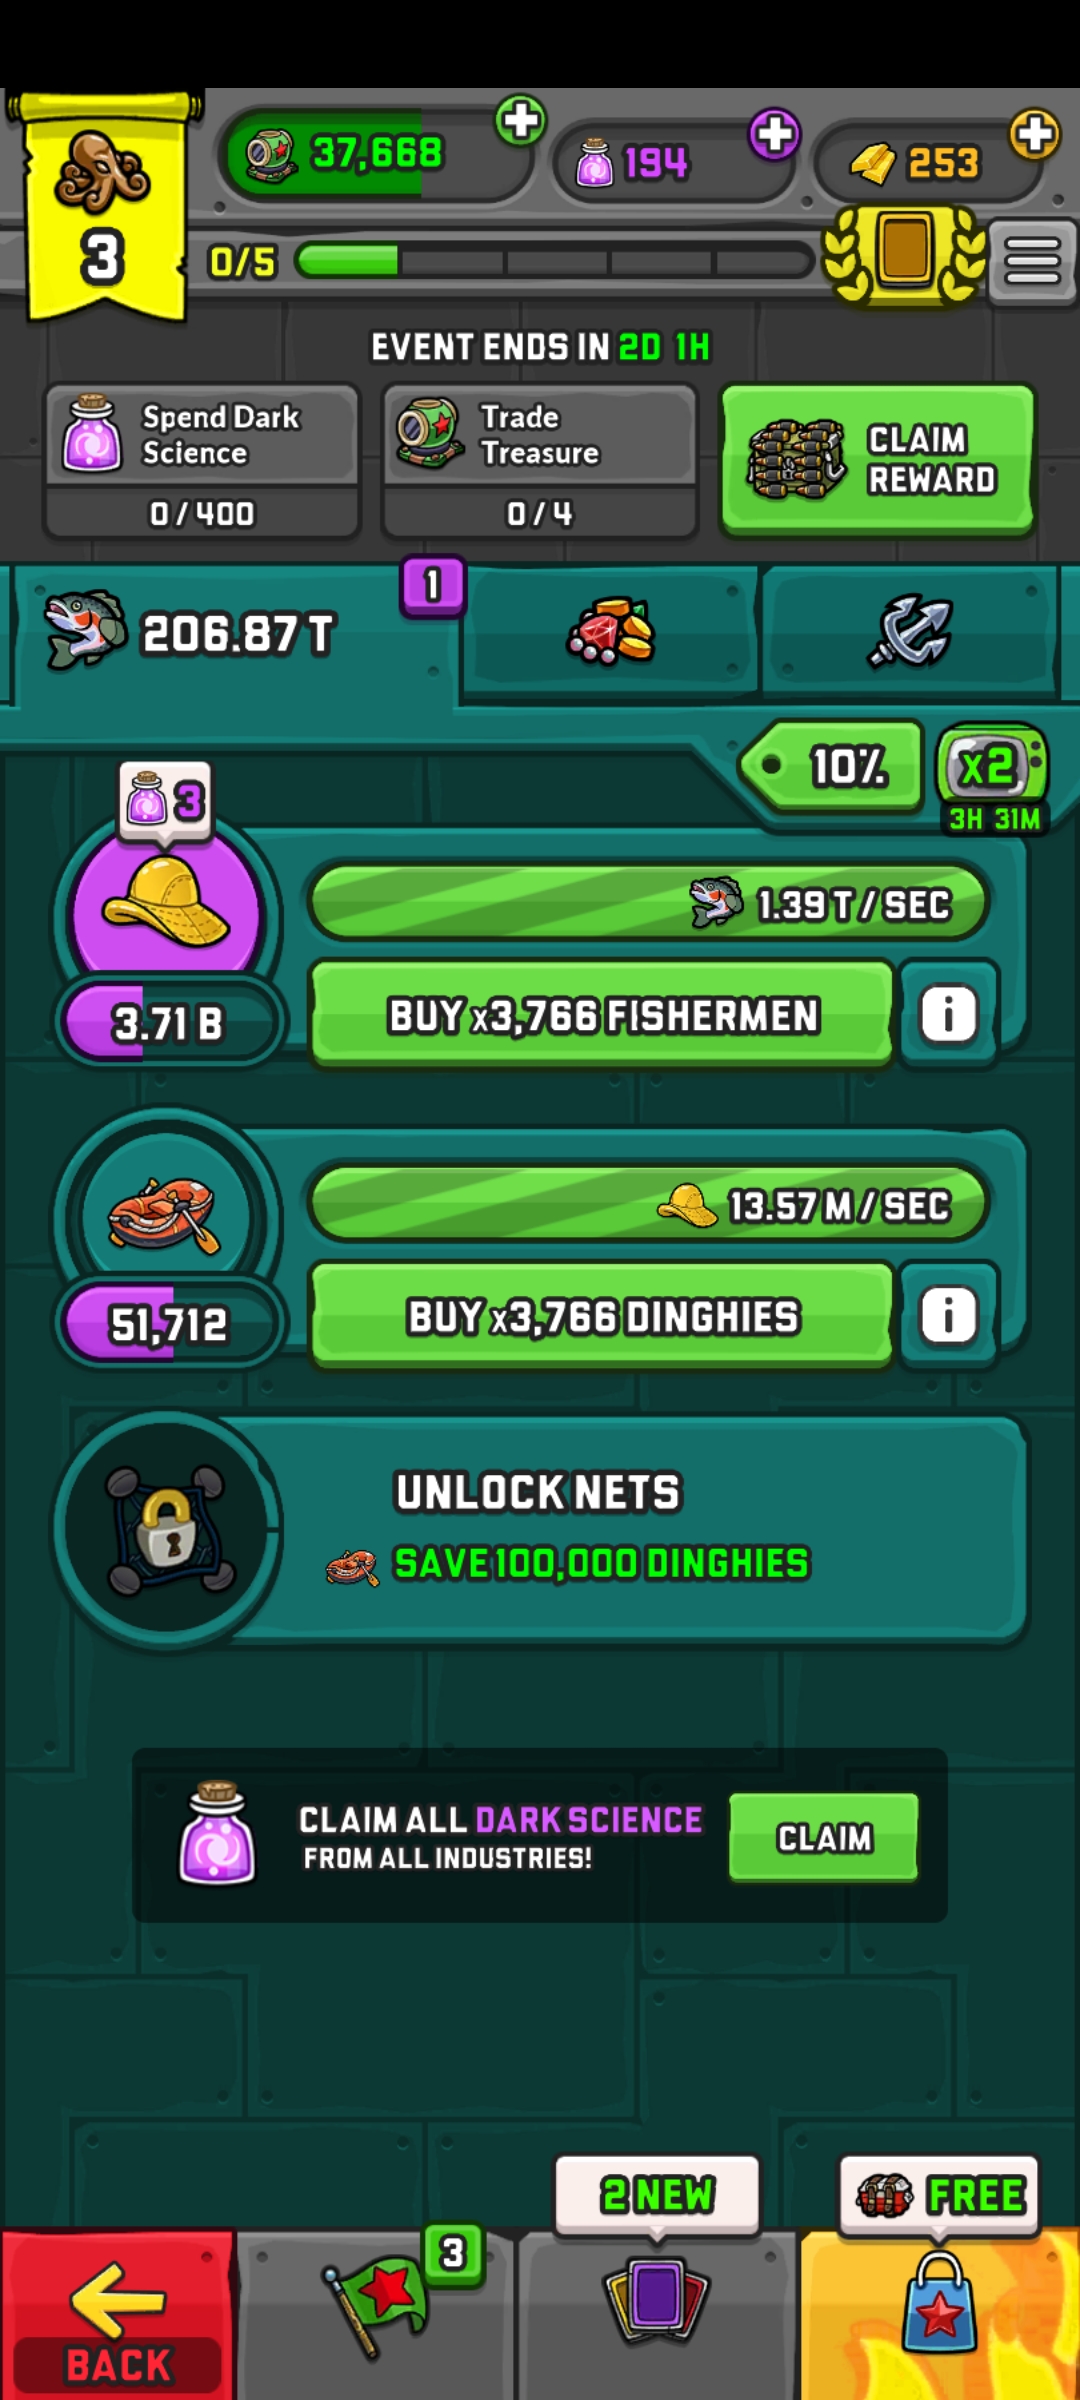 37,668
194
253
3
0/5
EVENT ENDS IN 2D 1H
Spend Dark
Science
0 / 400
Trade
Treasure
0 / 4
CLAIM
REWARD
206.87 T
1
10%
x2
3H 31M
3
1.39 T / SEC
3.71 B
BUY x3,766 FISHERMEN
i
13.57 M / SEC
51,712
BUY x3,766 DINGHIES
i
UNLOCK NETS
SAVE 100,000 DINGHIES
CLAIM ALL DARK SCIENCE
FROM ALL INDUSTRIES!
CLAIM
2 NEW
FREE
3
BACK